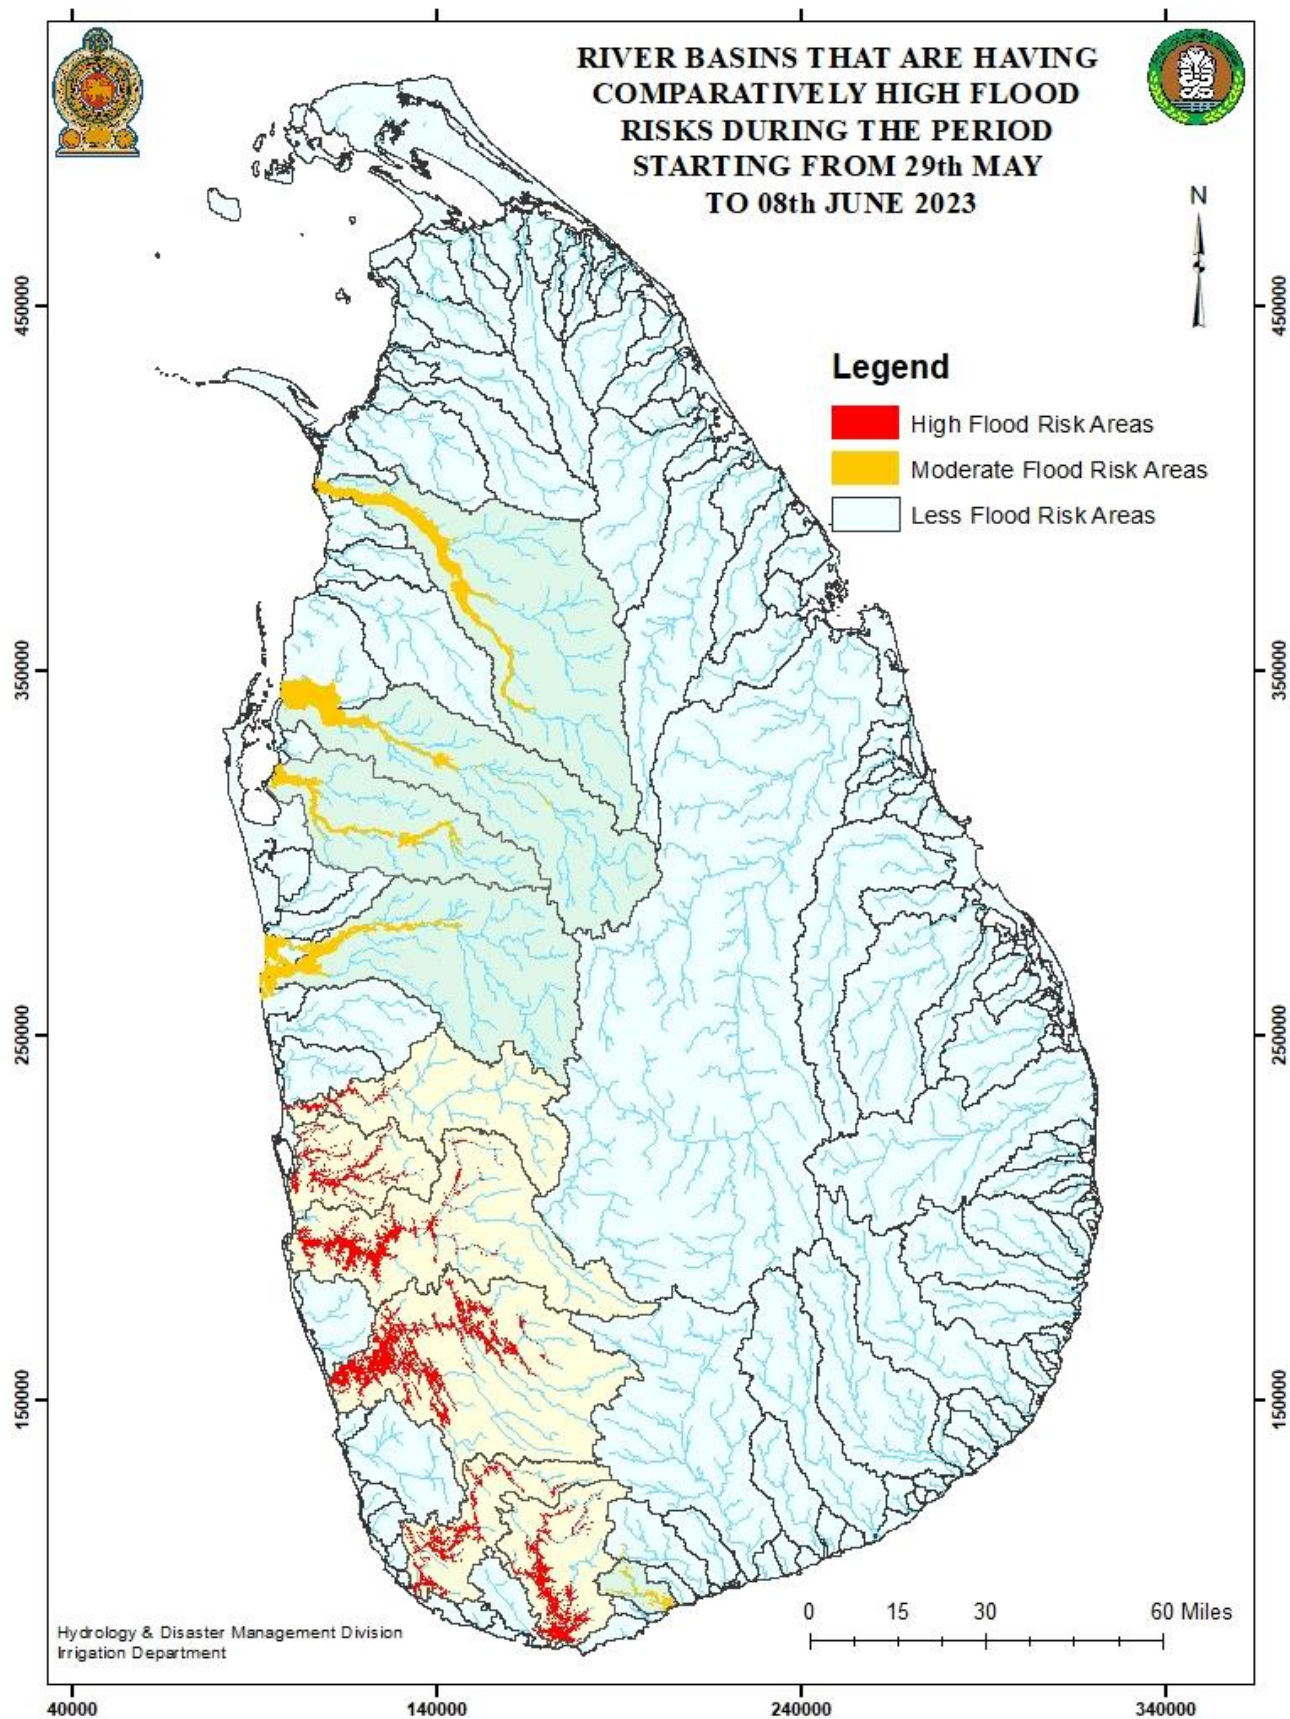 RIVER BASINS THAT ARE HAVING
COMPARATIVELY HIGH FLOOD
RISKS DURING THE PERIOD
STARTING FROM 29th MAY
TO 08th JUNE 2023
N
Legend
High Flood Risk Areas
Moderate Flood Risk Areas
Less Flood Risk Areas
450000
450000
350000
350000
250000
250000
150000
150000
0 15 30 60 Miles
Hydrology & Disaster Management Division
Irrigation Department
40000 140000 240000 340000